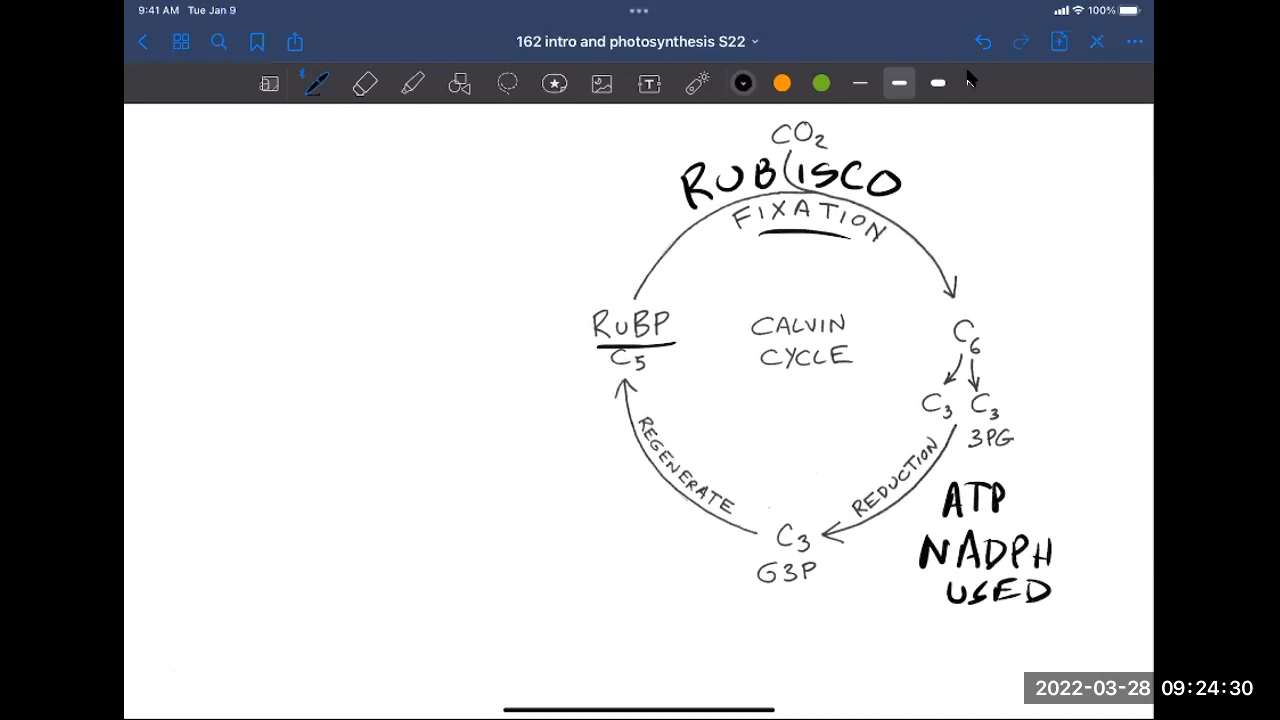 9:41 AM Tue Jan 9
100%
162 intro and photosynthesis S22
T
CO2
RUBISCO
FIXATION
RuBP
C5
CALVIN
CYCLE
C6
C3 C3
3PG
REGENERATE
REDUCTION
ATP
NADPH
USED
C3
G3P
2022-03-28 09:24:30